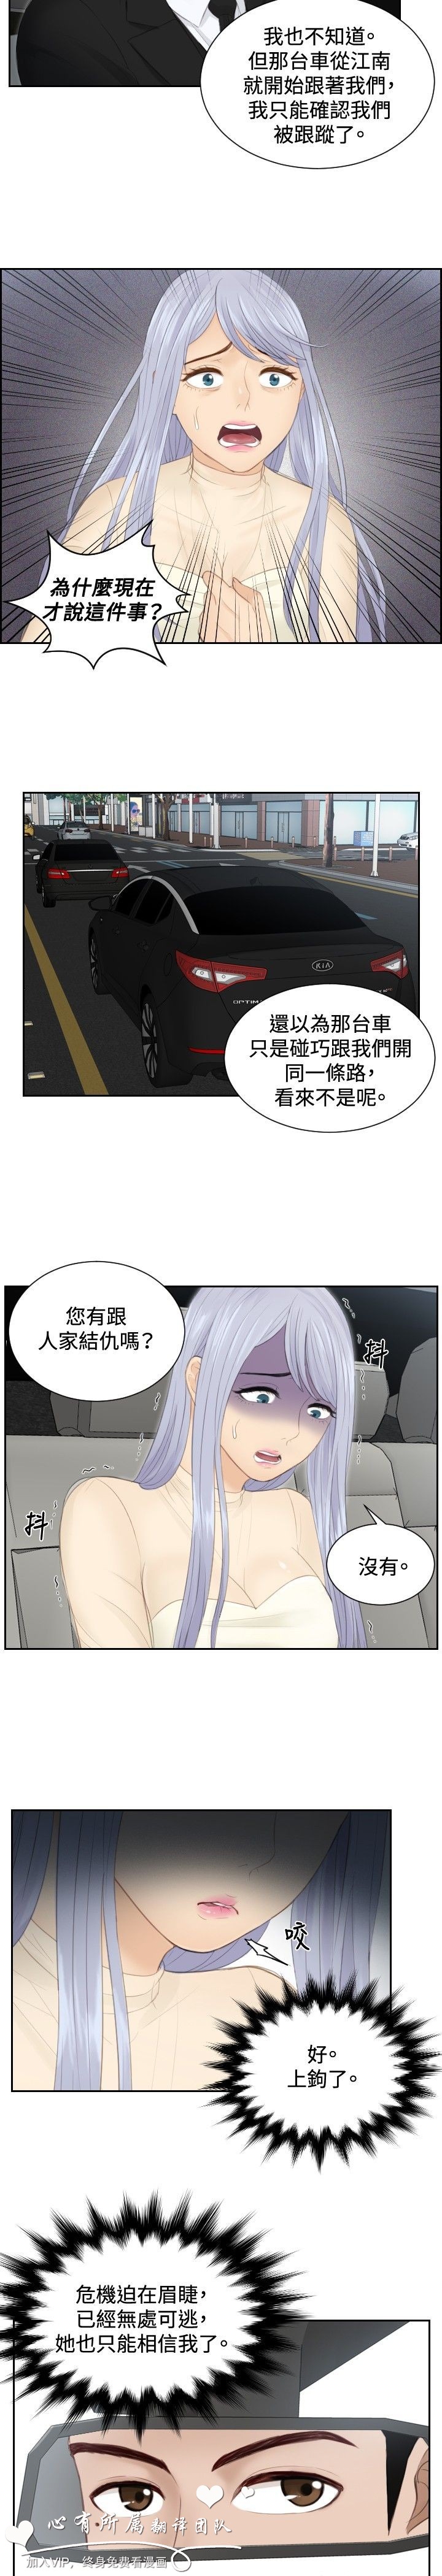 我也不知道。
但那台車從江南
就開始跟著我們，
我只能確認我們
被跟蹤了。
為什麼現在
才說這件事？
KIA
OPTIMA
還以為那台車
只是碰巧跟我們開
同一條路，
看來不是呢。
您有跟
人家結仇嗎？
抖
抖
沒有。
咬
好。
上鉤了。
危機迫在眉睫，
已經無處可逃，
她也只能相信我了。
心有所属翻译团队
加入VIP，终身免费看漫画